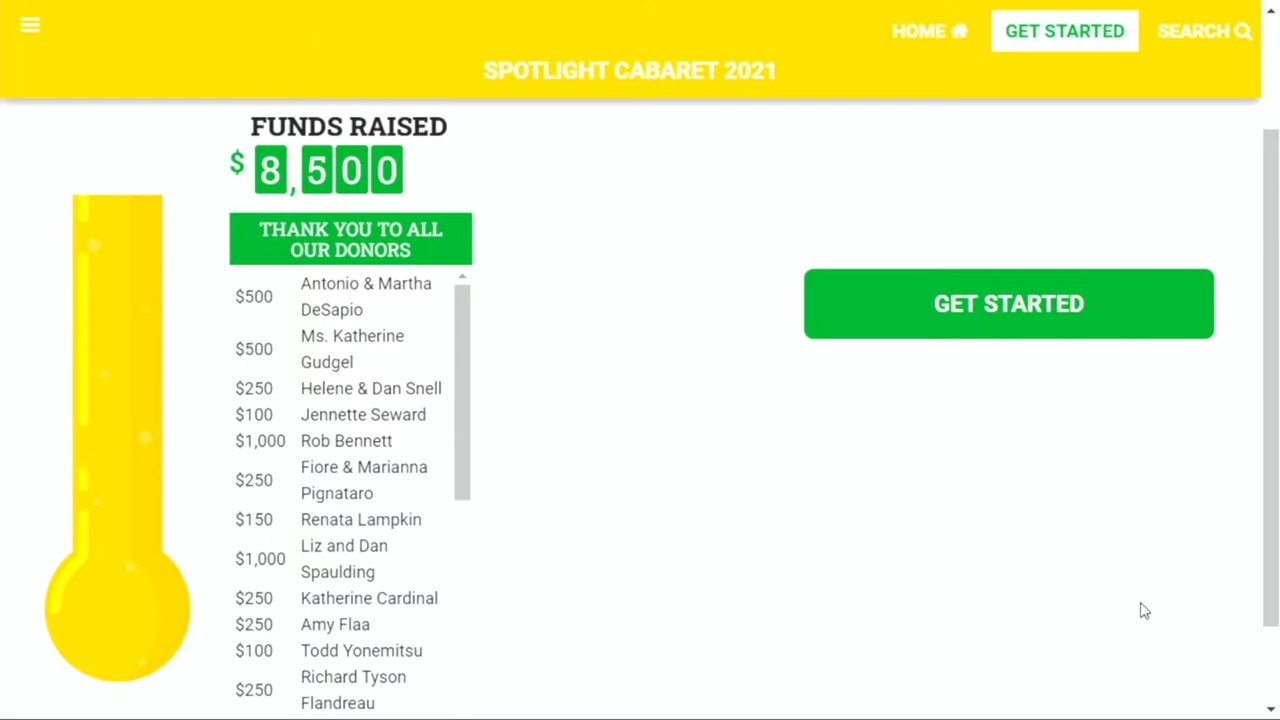 HOME
GET STARTED
SEARCH
SPOTLIGHT CABARET 2021
FUNDS RAISED
$ 8,500
THANK YOU TO ALL
OUR DONORS
$500 Antonio & Martha
DeSapio
$500 Ms. Katherine
Gudgel
$250 Helene & Dan Snell
$100 Jennette Seward
$1,000 Rob Bennett
$250 Fiore & Marianna
Pignataro
$150 Renata Lampkin
$1,000 Liz and Dan
Spaulding
$250 Katherine Cardinal
$250 Amy Flaa
$100 Todd Yonemitsu
$250 Richard Tyson
Flandreau
GET STARTED